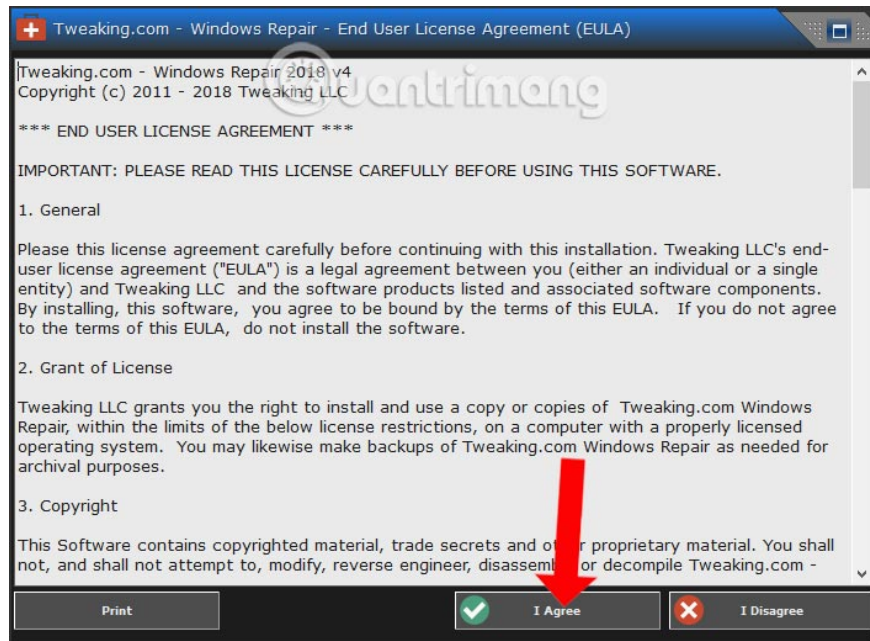 Tweaking.com - Windows Repair - End User License Agreement (EULA)
Tweaking.com - Windows Repair 2018 v4
Copyright (c) 2011 - 2018 Tweaking LLC
uantrimang
*** END USER LICENSE AGREEMENT ***
IMPORTANT: PLEASE READ THIS LICENSE CAREFULLY BEFORE USING THIS SOFTWARE.
1. General
Please this license agreement carefully before continuing with this installation. Tweaking LLC's end-
user license agreement ("EULA") is a legal agreement between you (either an individual or a single
entity) and Tweaking LLC  and the software products listed and associated software components.
By installing, this software,  you agree to be bound by the terms of this EULA.   If you do not agree
to the terms of this EULA,  do not install the software.
2. Grant of License
Tweaking LLC grants you the right to install and use a copy or copies of  Tweaking.com Windows
Repair, within the limits of the below license restrictions, on a computer with a properly licensed
operating system.  You may likewise make backups of Tweaking.com Windows Repair as needed for
archival purposes.
3. Copyright
This Software contains copyrighted material, trade secrets and other proprietary material. You shall
not, and shall not attempt to, modify, reverse engineer, disassemble or decompile Tweaking.com -
Print
I Agree
I Disagree